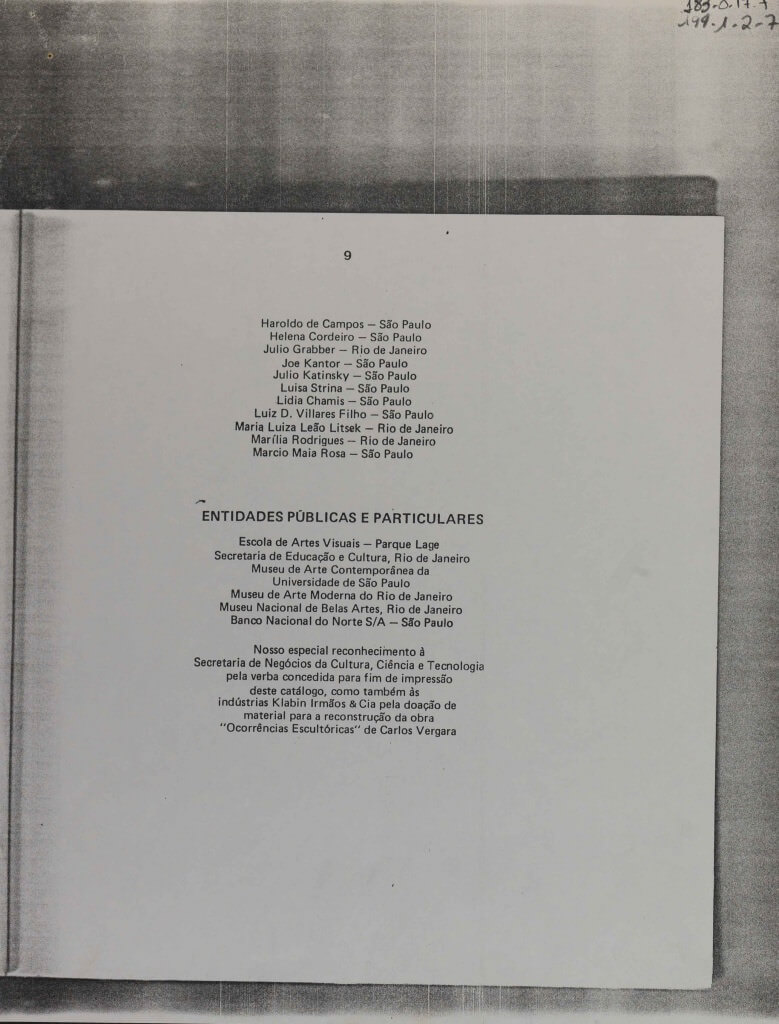 149-1-2-7
9
Haroldo de Campos — São Paulo
Helena Cordeiro — São Paulo
Julio Grabber — Rio de Janeiro
Joe Kantor — São Paulo
Julio Katinsky — São Paulo
Luisa Strina — São Paulo
Lidia Chamis — São Paulo
Luiz D. Villares Filho — São Paulo
Maria Luiza Leão Litsek — Rio de Janeiro
Marília Rodrigues — Rio de Janeiro
Marcio Maia Rosa — São Paulo
ENTIDADES PÚBLICAS E PARTICULARES
Escola de Artes Visuais — Parque Lage
Secretaria de Educação e Cultura, Rio de Janeiro
Museu de Arte Contemporânea da
Universidade de São Paulo
Museu de Arte Moderna do Rio de Janeiro
Museu Nacional de Belas Artes, Rio de Janeiro
Banco Nacional do Norte S/A — São Paulo
Nosso especial reconhecimento à
Secretaria de Negócios da Cultura, Ciência e Tecnologia
pela verba concedida para fim de impressão
deste catálogo, como também às
indústrias Klabin Irmãos & Cia pela doação de
material para a reconstrução da obra
"Ocorrências Escultóricas" de Carlos Vergara